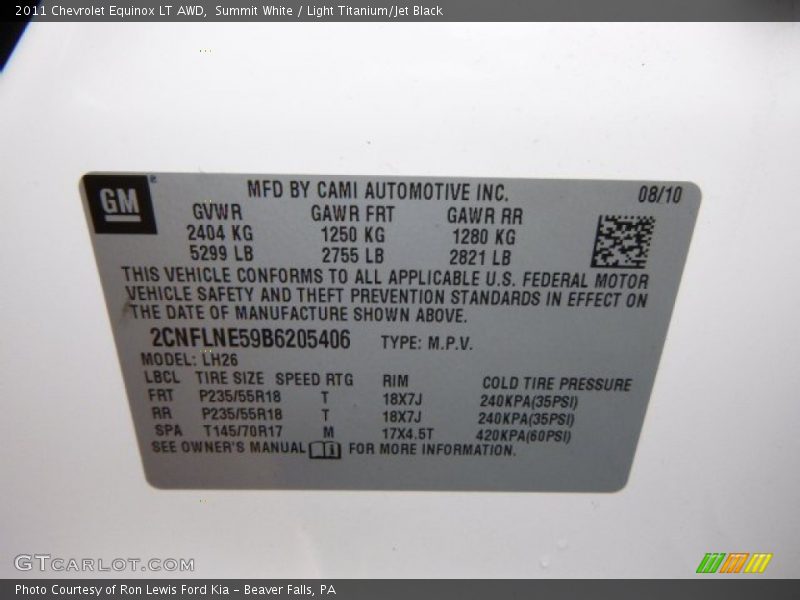 2011 Chevrolet Equinox LT AWD,  Summit White / Light Titanium/Jet Black
GM
MFD BY CAMI AUTOMOTIVE INC. 08/10
GVWR GAWR FRT GAWR RR
2404 KG 1250 KG 1280 KG
5299 LB 2755 LB 2821 LB
THIS VEHICLE CONFORMS TO ALL APPLICABLE U.S. FEDERAL MOTOR
VEHICLE SAFETY AND THEFT PREVENTION STANDARDS IN EFFECT ON
THE DATE OF MANUFACTURE SHOWN ABOVE.
2CNFLNE59B6205406 TYPE: M.P.V.
MODEL: LH26
LBCL TIRE SIZE SPEED RTG RIM COLD TIRE PRESSURE
FRT P235/55R18 T 18X7J 240KPA(35PSI)
RR P235/55R18 T 18X7J 240KPA(35PSI)
SPA T145/70R17 M 17X4.5T 420KPA(60PSI)
SEE OWNER'S MANUAL FOR MORE INFORMATION.
GTCARLOT.COM
Photo Courtesy of Ron Lewis Ford Kia – Beaver Falls, PA